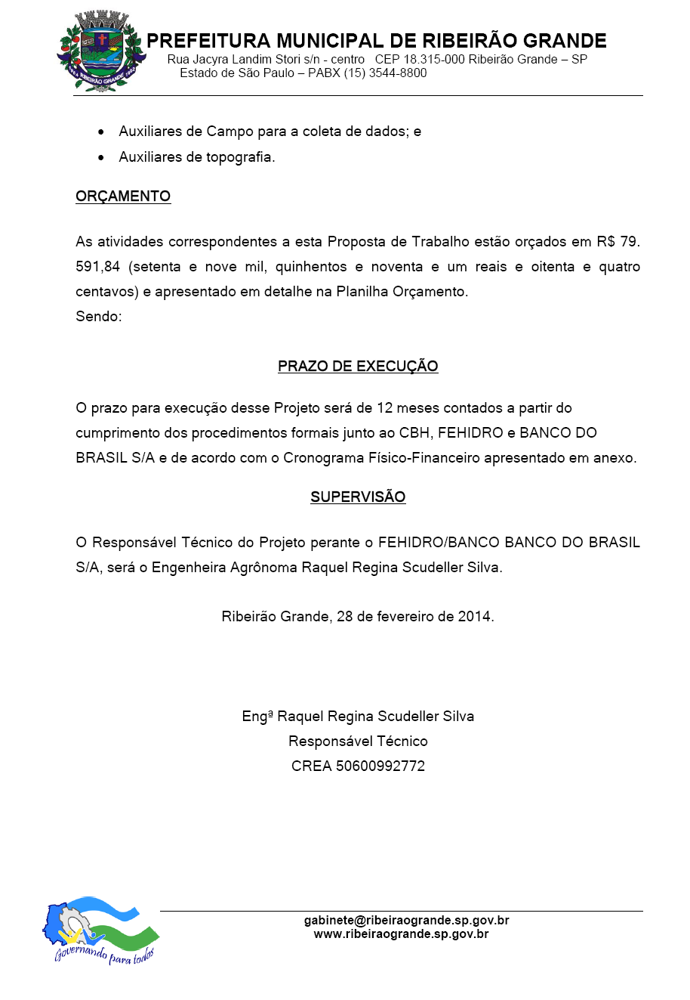 PREFEITURA MUNICIPAL DE RIBEIRÃO GRANDE
Rua Jacyra Landim Stori s/n - centro CEP 18.315-000 Ribeirão Grande – SP
Estado de São Paulo – PABX (15) 3544-8800
RIBEIRÃO GRANDE
• Auxiliares de Campo para a coleta de dados; e
• Auxiliares de topografia.
ORÇAMENTO
As atividades correspondentes a esta Proposta de Trabalho estão orçados em R$ 79.
591,84 (setenta e nove mil, quinhentos e noventa e um reais e oitenta e quatro
centavos) e apresentado em detalhe na Planilha Orçamento.
Sendo:
PRAZO DE EXECUÇÃO
O prazo para execução desse Projeto será de 12 meses contados a partir do
cumprimento dos procedimentos formais junto ao CBH, FEHIDRO e BANCO DO
BRASIL S/A e de acordo com o Cronograma Físico-Financeiro apresentado em anexo.
SUPERVISÃO
O Responsável Técnico do Projeto perante o FEHIDRO/BANCO BANCO DO BRASIL
S/A, será o Engenheira Agrônoma Raquel Regina Scudeller Silva.
Ribeirão Grande, 28 de fevereiro de 2014.
Engª Raquel Regina Scudeller Silva
Responsável Técnico
CREA 50600992772
gabinete@ribeiraogrande.sp.gov.br
www.ribeiraogrande.sp.gov.br
Governando para todos